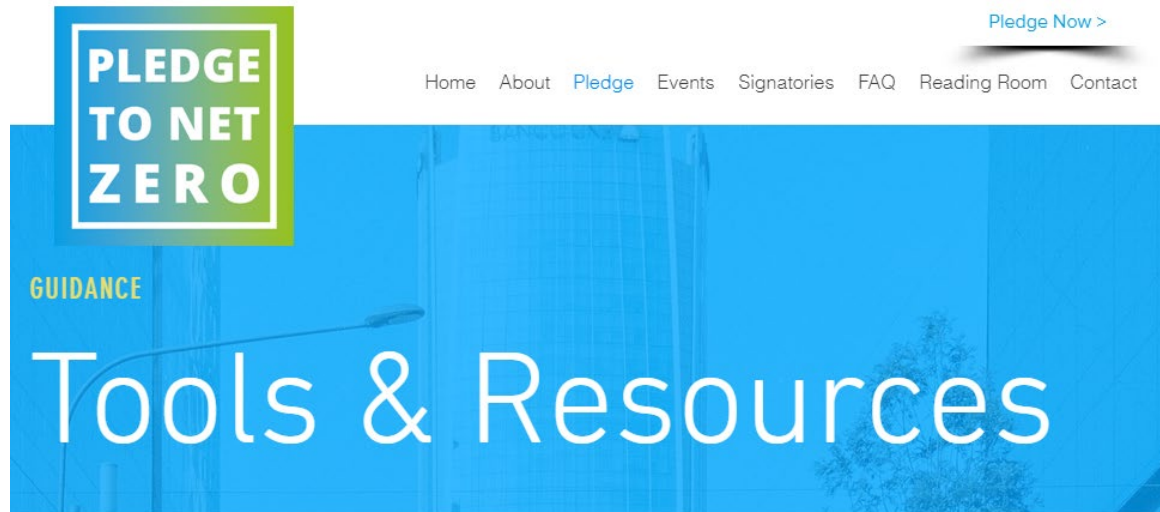 Pledge Now >
PLEDGE
TO NET
ZERO
Home About Pledge Events Signatories FAQ Reading Room Contact
GUIDANCE
Tools & Resources